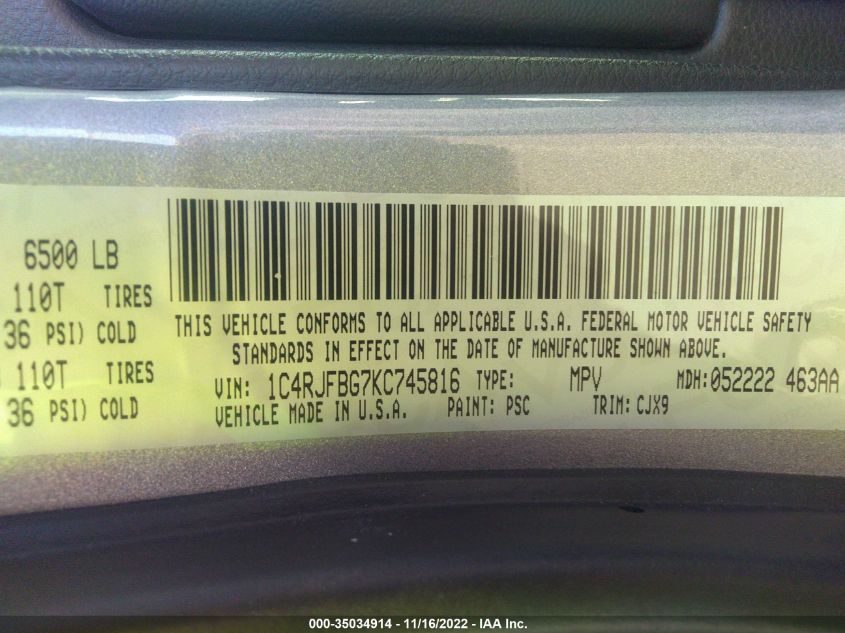 6500 LB
110T TIRES
36 PSI) COLD
110T TIRES
36 PSI) COLD
THIS VEHICLE CONFORMS TO ALL APPLICABLE U.S.A. FEDERAL MOTOR VEHICLE SAFETY
STANDARDS IN EFFECT ON THE DATE OF MANUFACTURE SHOWN ABOVE.
VIN: 1C4RJFBG7KC745816 TYPE: MPV MDH:052222 463AA
VEHICLE MADE IN U.S.A. PAINT: PSC TRIM: CJX9
000-35034914 - 11/16/2022 - IAA Inc.